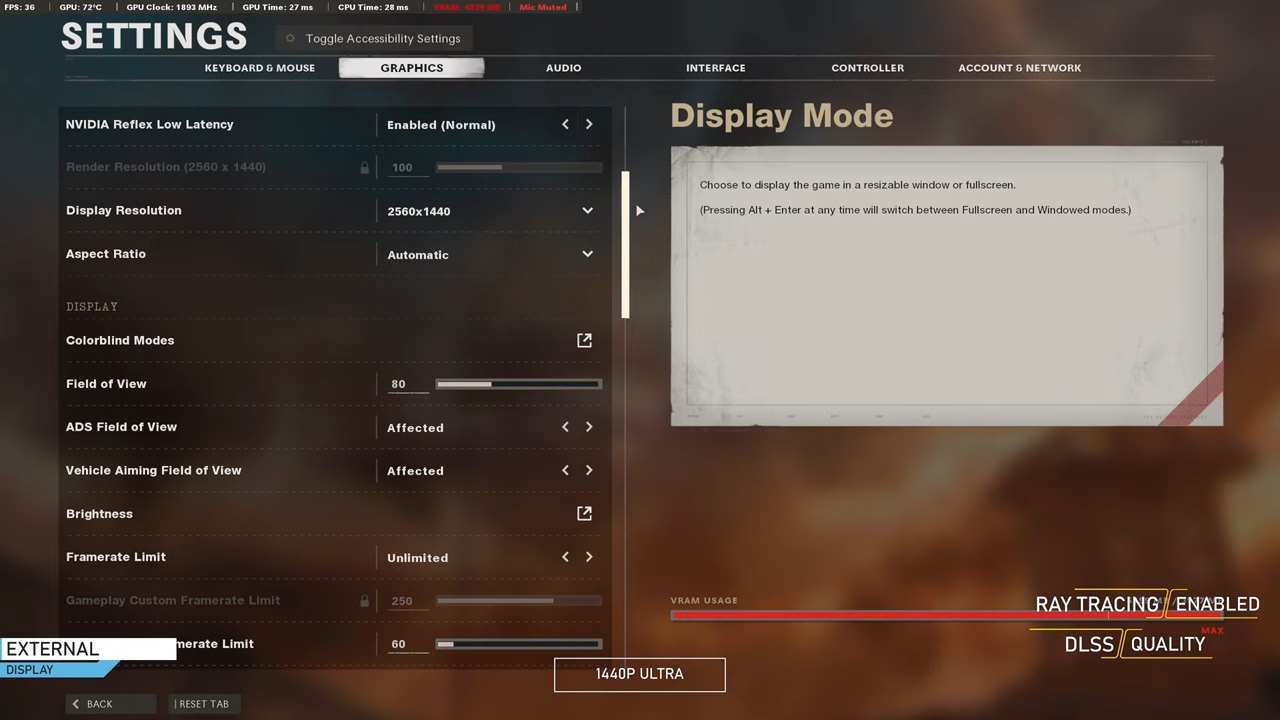 FPS: 36 | GPU: 72°C | GPU Clock: 1893 MHz | GPU Time: 27 ms | CPU Time: 28 ms | Mic Muted |
SETTINGS
Toggle Accessibility Settings
KEYBOARD & MOUSE
GRAPHICS
AUDIO
INTERFACE
CONTROLLER
ACCOUNT & NETWORK
NVIDIA Reflex Low Latency
Enabled (Normal)
Render Resolution (2560 x 1440)
100
Display Resolution
2560x1440
Aspect Ratio
Automatic
DISPLAY
Colorblind Modes
Field of View
80
ADS Field of View
Affected
Vehicle Aiming Field of View
Affected
Brightness
Framerate Limit
Unlimited
Gameplay Custom Framerate Limit
250
merate Limit
60
BACK
RESET TAB
Display Mode
Choose to display the game in a resizable window or fullscreen.
(Pressing Alt + Enter at any time will switch between Fullscreen and Windowed modes.)
VRAM USAGE
MAX
RAY TRACING ENABLED
DLSS QUALITY
EXTERNAL
DISPLAY
1440P ULTRA